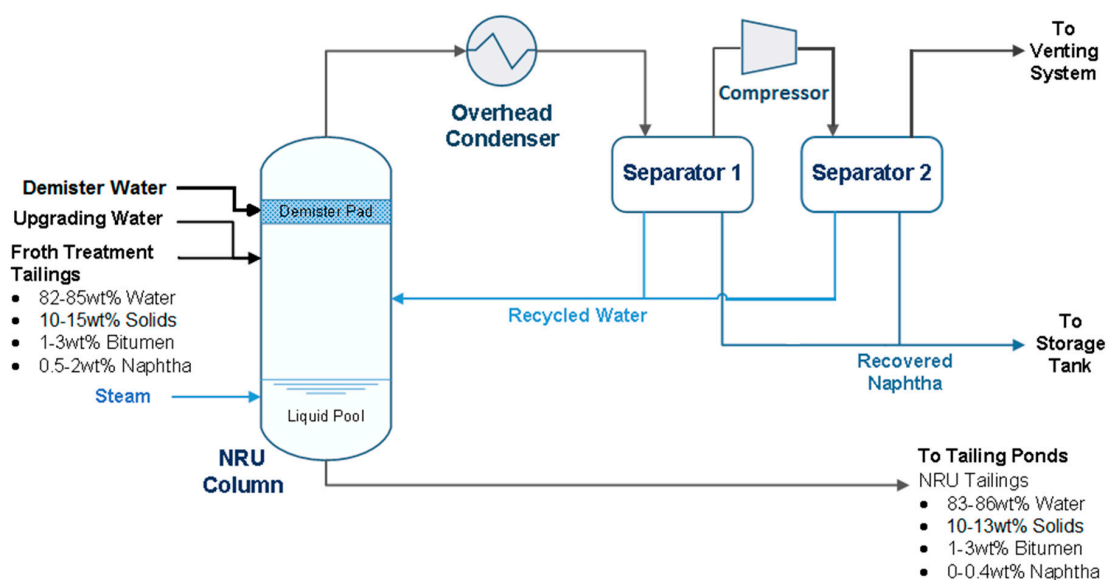 To
Venting
System
Compressor
Overhead
Condenser
Separator 1
Separator 2
Demister Water
Demister Pad
Upgrading Water
Froth Treatment
Tailings
• 82-85wt% Water
• 10-15wt% Solids
• 1-3wt% Bitumen
• 0.5-2wt% Naphtha
Recycled Water
To
Storage
Tank
Recovered
Naphtha
Steam
Liquid Pool
NRU
Column
To Tailing Ponds
NRU Tailings
• 83-86wt% Water
• 10-13wt% Solids
• 1-3wt% Bitumen
• 0-0.4wt% Naphtha